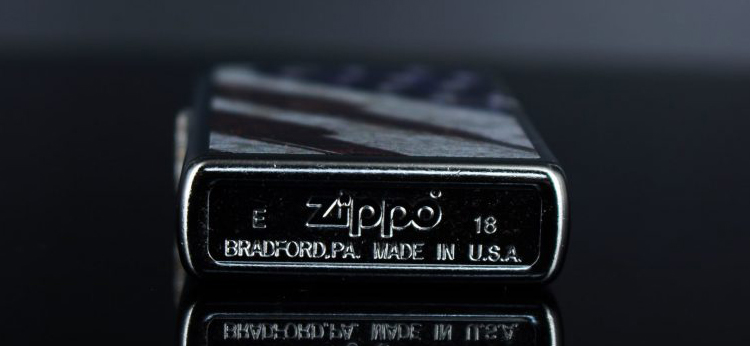 E Zippo 18
BRADFORD,PA. MADE IN U.S.A.